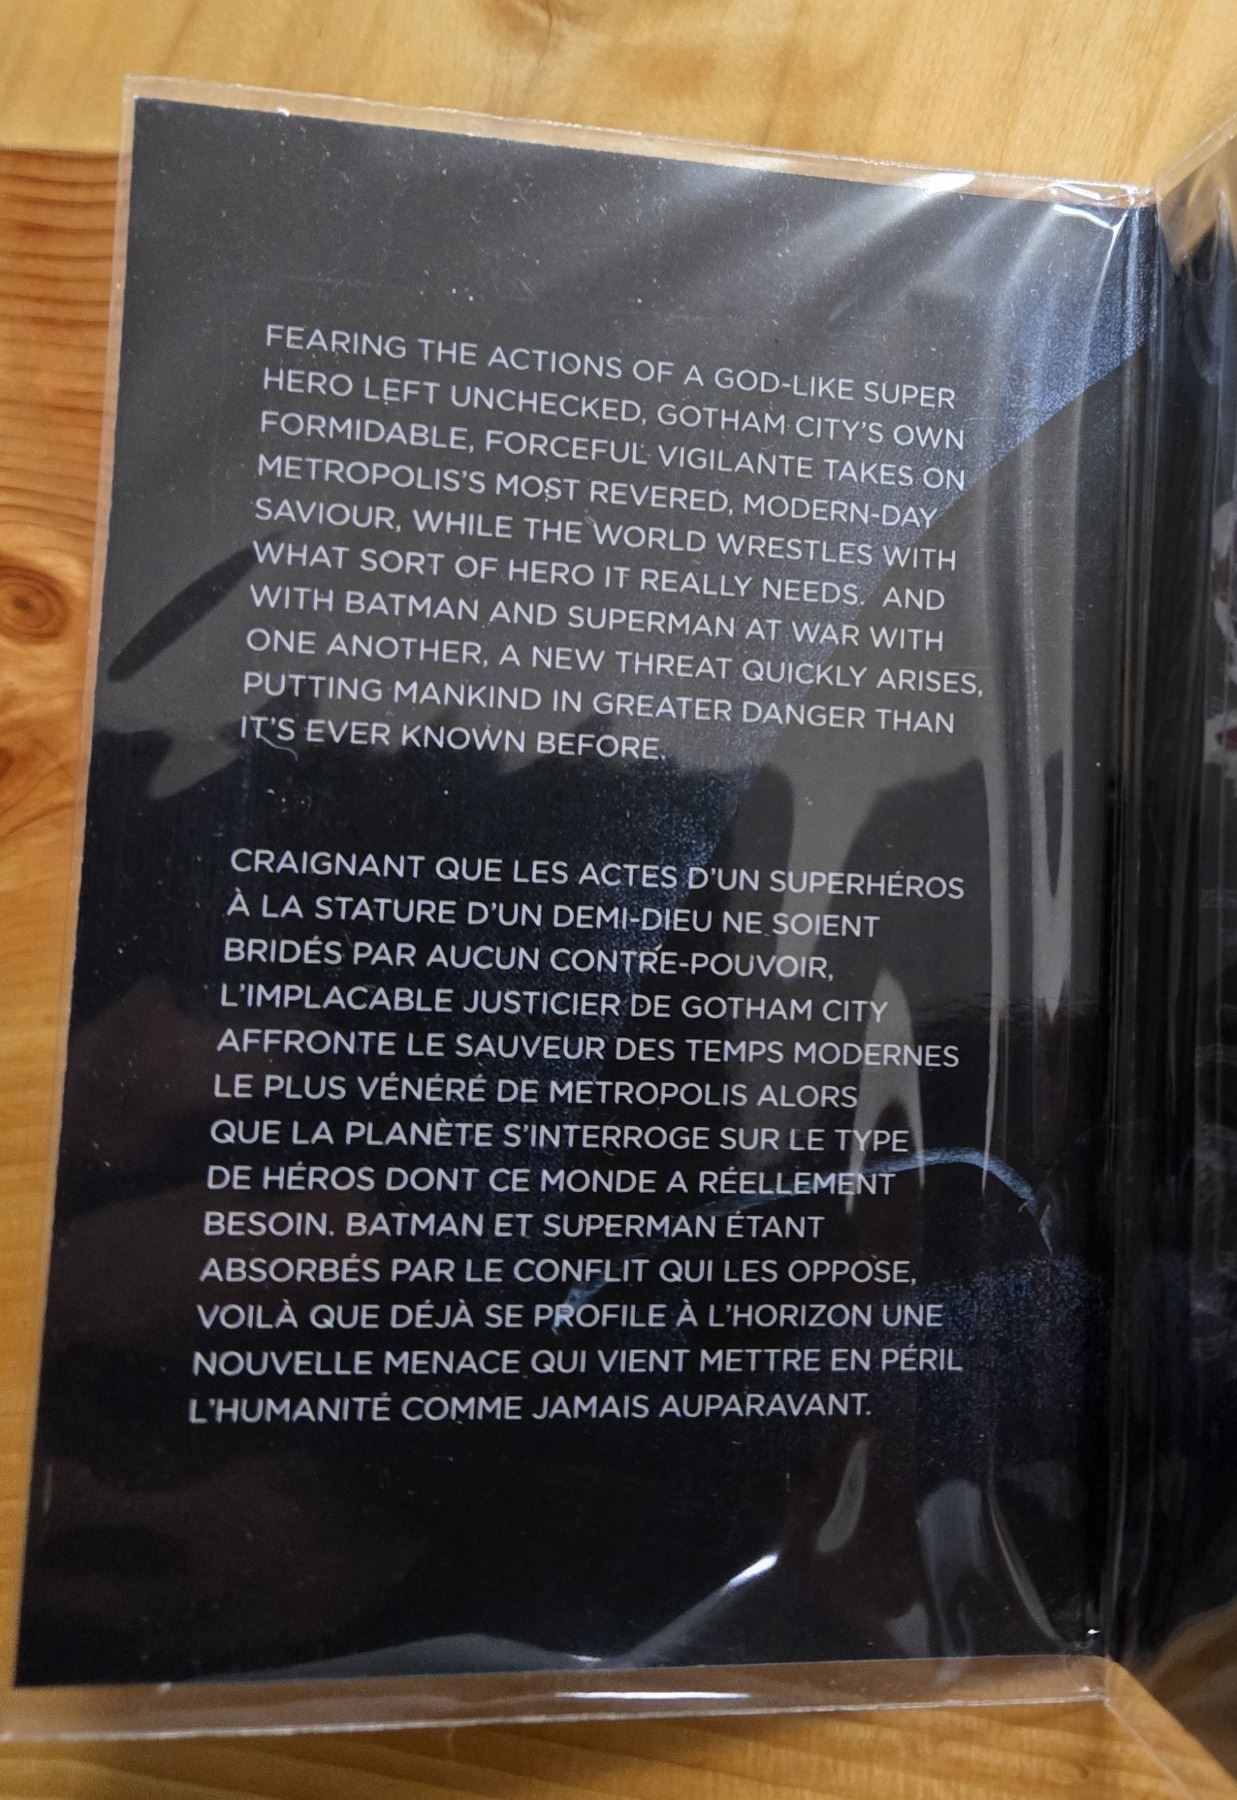 FEARING THE ACTIONS OF A GOD-LIKE SUPER
HERO LEFT UNCHECKED, GOTHAM CITY'S OWN
FORMIDABLE, FORCEFUL VIGILANTE TAKES ON
METROPOLIS'S MOST REVERED, MODERN-DAY
SAVIOUR, WHILE THE WORLD WRESTLES WITH
WHAT SORT OF HERO IT REALLY NEEDS. AND
WITH BATMAN AND SUPERMAN AT WAR WITH
ONE ANOTHER, A NEW THREAT QUICKLY ARISES,
PUTTING MANKIND IN GREATER DANGER THAN
IT'S EVER KNOWN BEFORE.
CRAIGNANT QUE LES ACTES D'UN SUPERHÉROS
À LA STATURE D'UN DEMI-DIEU NE SOIENT
BRIDÉS PAR AUCUN CONTRE-POUVOIR,
L'IMPLACABLE JUSTICIER DE GOTHAM CITY
AFFRONTE LE SAUVEUR DES TEMPS MODERNES
LE PLUS VÉNÉRÉ DE METROPOLIS ALORS
QUE LA PLANÈTE S'INTERROGE SUR LE TYPE
DE HÉROS DONT CE MONDE A RÉELLEMENT
BESOIN. BATMAN ET SUPERMAN ÉTANT
ABSORBÉS PAR LE CONFLIT QUI LES OPPOSE,
VOILÀ QUE DÉJÀ SE PROFILE À L'HORIZON UNE
NOUVELLE MENACE QUI VIENT METTRE EN PÉRIL
L'HUMANITÉ COMME JAMAIS AUPARAVANT.